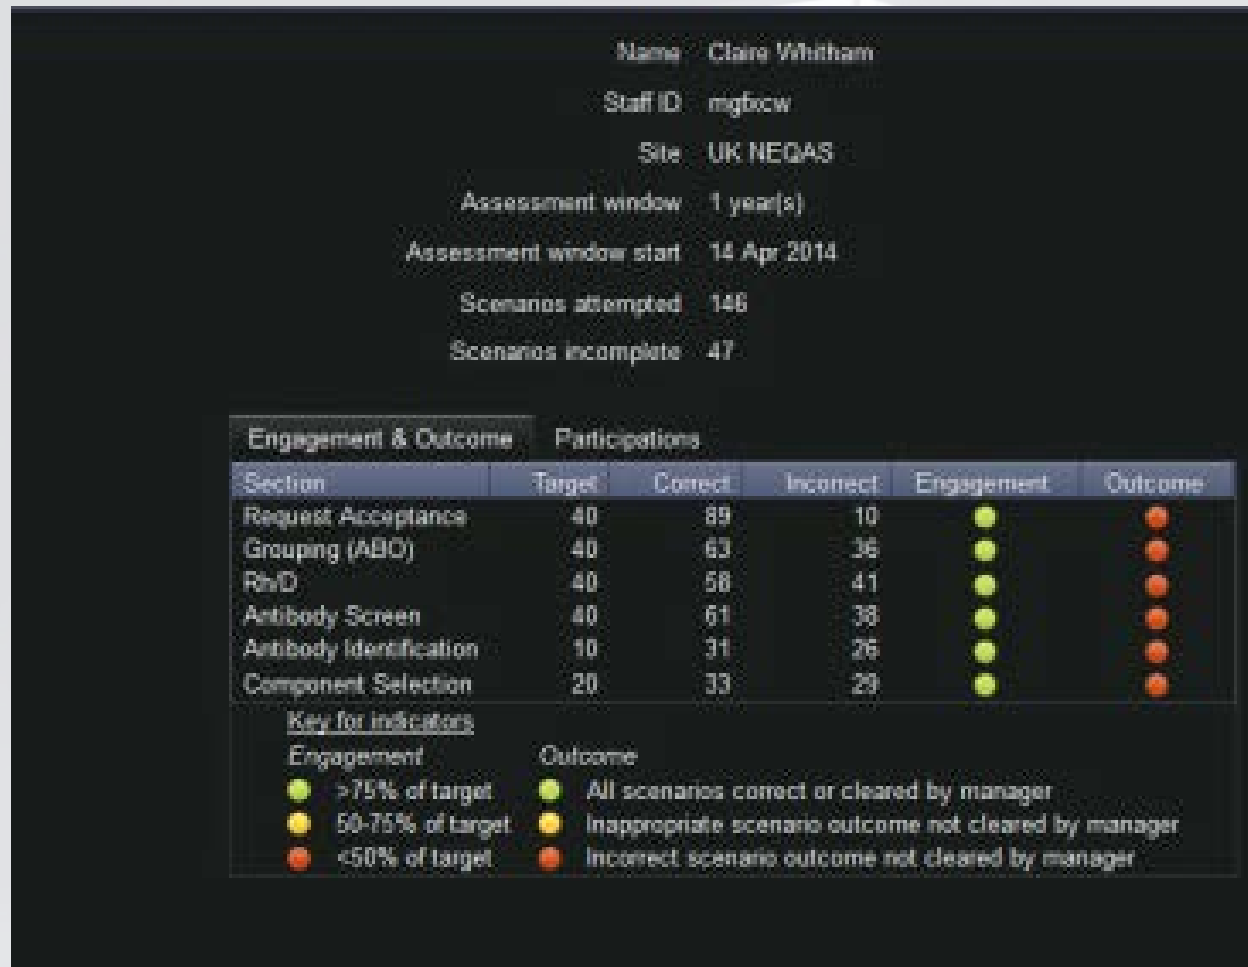 Name Claire Whitham
Staff ID mgfxcw
Site UK NEQAS
Assessment window 1 year(s)
Assessment window start 14 Apr 2014
Scenarios attempted 146
Scenarios incomplete 47
Engagement & Outcome Participations
Section Target Correct Incorrect Engagement Outcome
Request Acceptance 40 89 10
Grouping (ABO) 40 63 36
Rh/D 40 58 41
Antibody Screen 40 61 38
Antibody Identification 10 31 26
Component Selection 20 33 29
Key for indicators
Engagement Outcome
>75% of target All scenarios correct or cleared by manager
50-75% of target Inappropriate scenario outcome not cleared by manager
<50% of target Incorrect scenario outcome not cleared by manager